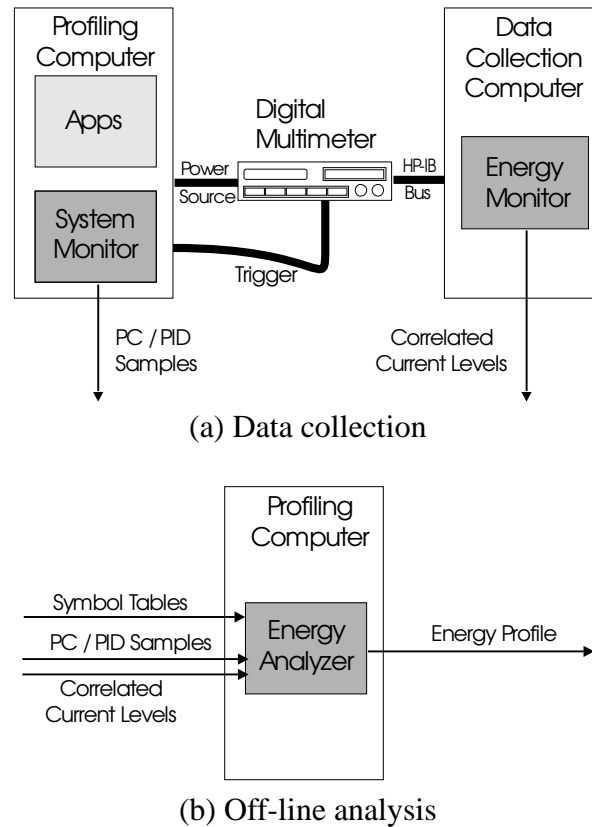 Profiling
Computer
Apps
System
Monitor
Digital
Multimeter
Power
Source
HP-IB
Bus
Trigger
Data
Collection
Computer
Energy
Monitor
PC / PID
Samples
Correlated
Current Levels
(a) Data collection
Profiling
Computer
Symbol Tables
PC / PID Samples
Correlated
Current Levels
Energy
Analyzer
Energy Profile
(b) Off-line analysis